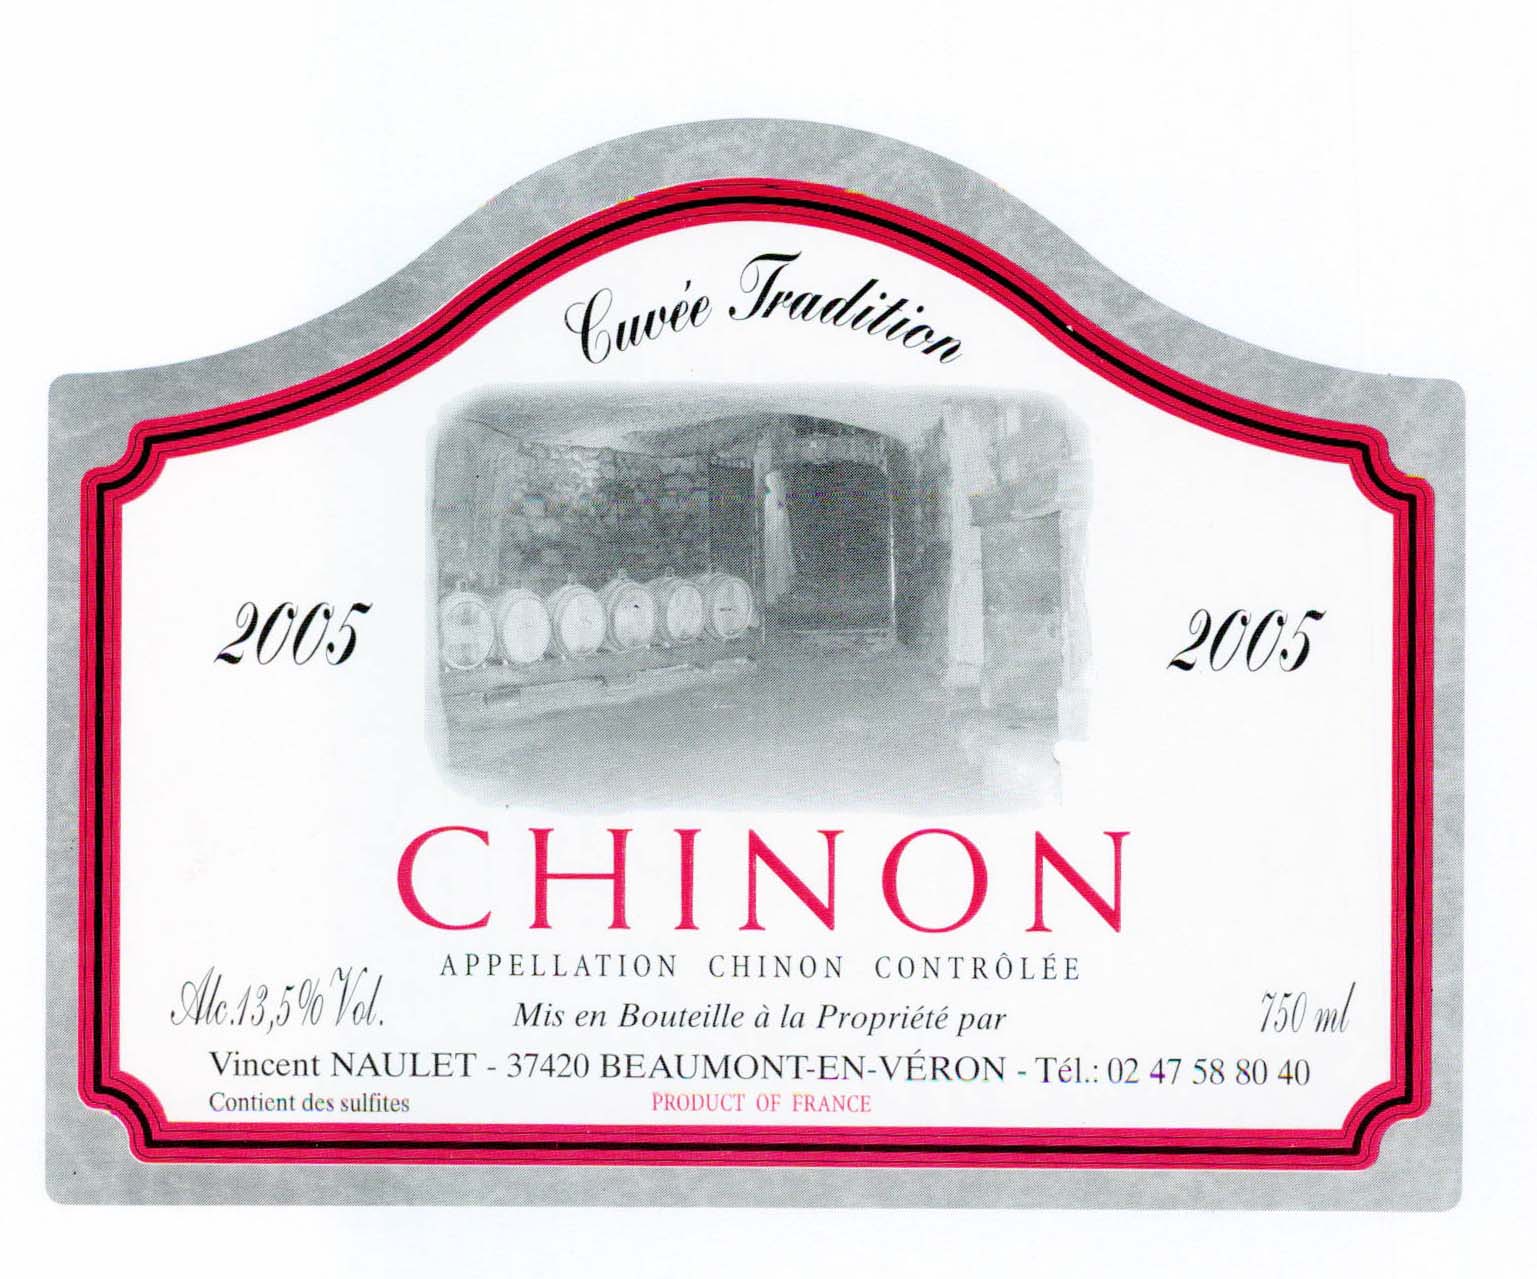 Cuvée Tradition
2005
2005
CHINON
APPELLATION CHINON CONTRÔLÉE
Alc.13,5% Vol.
Mis en Bouteille à la Propriété par
750 ml
Vincent NAULET - 37420 BEAUMONT-EN-VÉRON - Tél.: 02 47 58 80 40
Contient des sulfites
PRODUCT OF FRANCE